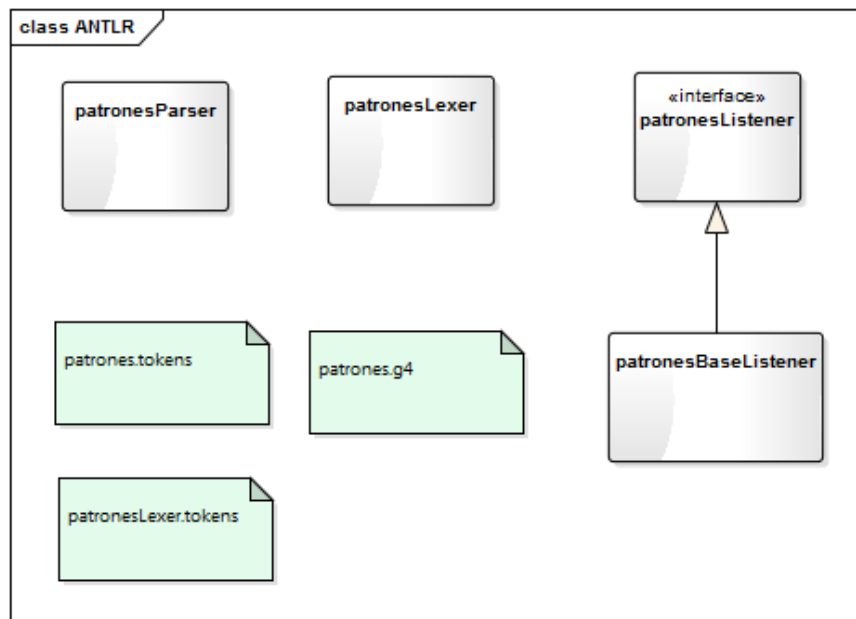 class ANTLR
patronesParser
patronesLexer
«interface»
patronesListener
patrones.tokens
patrones.g4
patronesBaseListener
patronesLexer.tokens